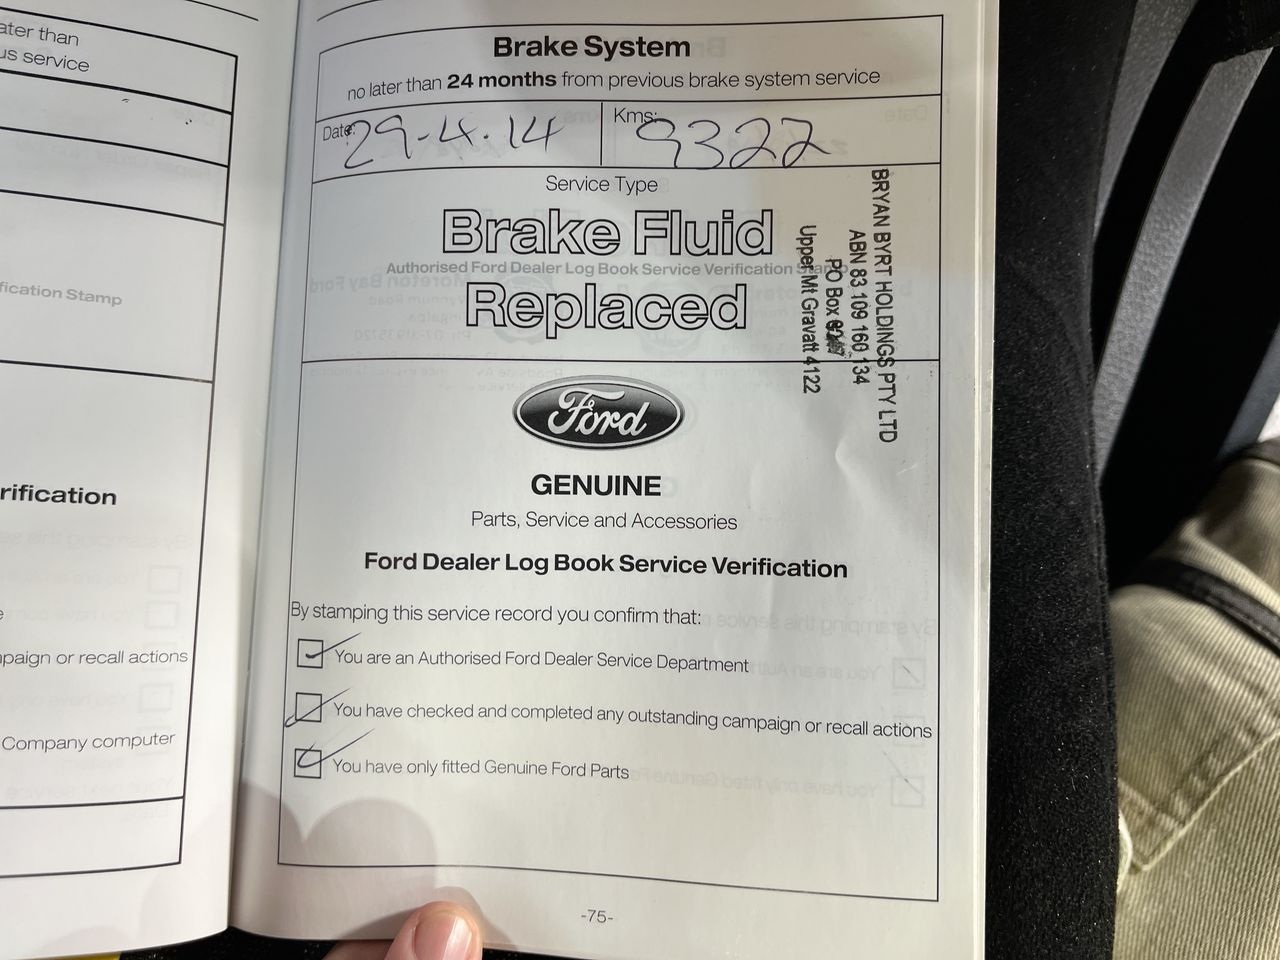 ater than
us service
fication Stamp
rification
e
paign or recall actions
Company computer
Brake System
no later than 24 months from previous brake system service
Date: 29-4-14
Kms: 9322
Service Type
Brake Fluid
Authorised Ford Dealer Log Book Service Verification Stamp
Replaced
BRYAN BYRT HOLDINGS PTY LTD
ABN 83 109 160 134
PO Box
Upper Mt Gravatt 4122
Ford
GENUINE
Parts, Service and Accessories
Ford Dealer Log Book Service Verification
By stamping this service record you confirm that:
You are an Authorised Ford Dealer Service Department
You have checked and completed any outstanding campaign or recall actions
You have only fitted Genuine Ford Parts
-75-